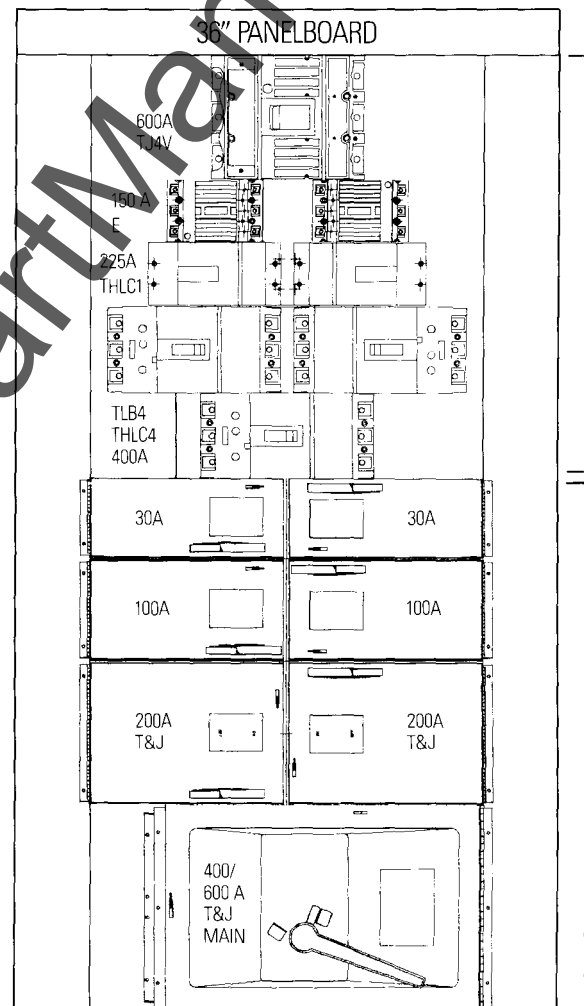 36" PANELBOARD
600A
TJ4V
150 A
E
225A
THLC1
TLB4
THLC4
400A
30A
30A
100A
100A
200A
T&J
200A
T&J
400/
600 A
T&J
MAIN